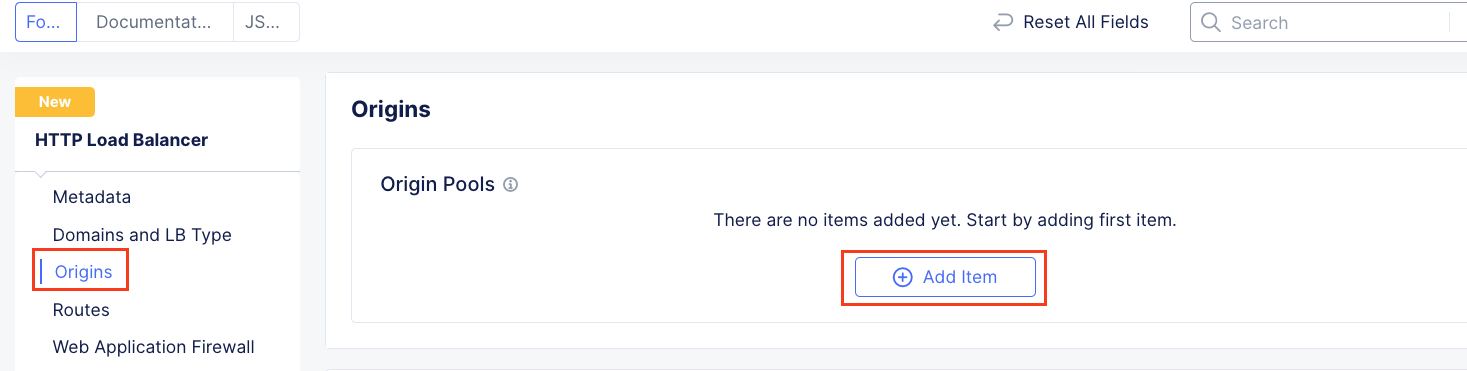 Fo... Documentat... JS... Reset All Fields Search
New
HTTP Load Balancer
Metadata
Domains and LB Type
Origins
Routes
Web Application Firewall
Origins
Origin Pools
There are no items added yet. Start by adding first item.
Add Item